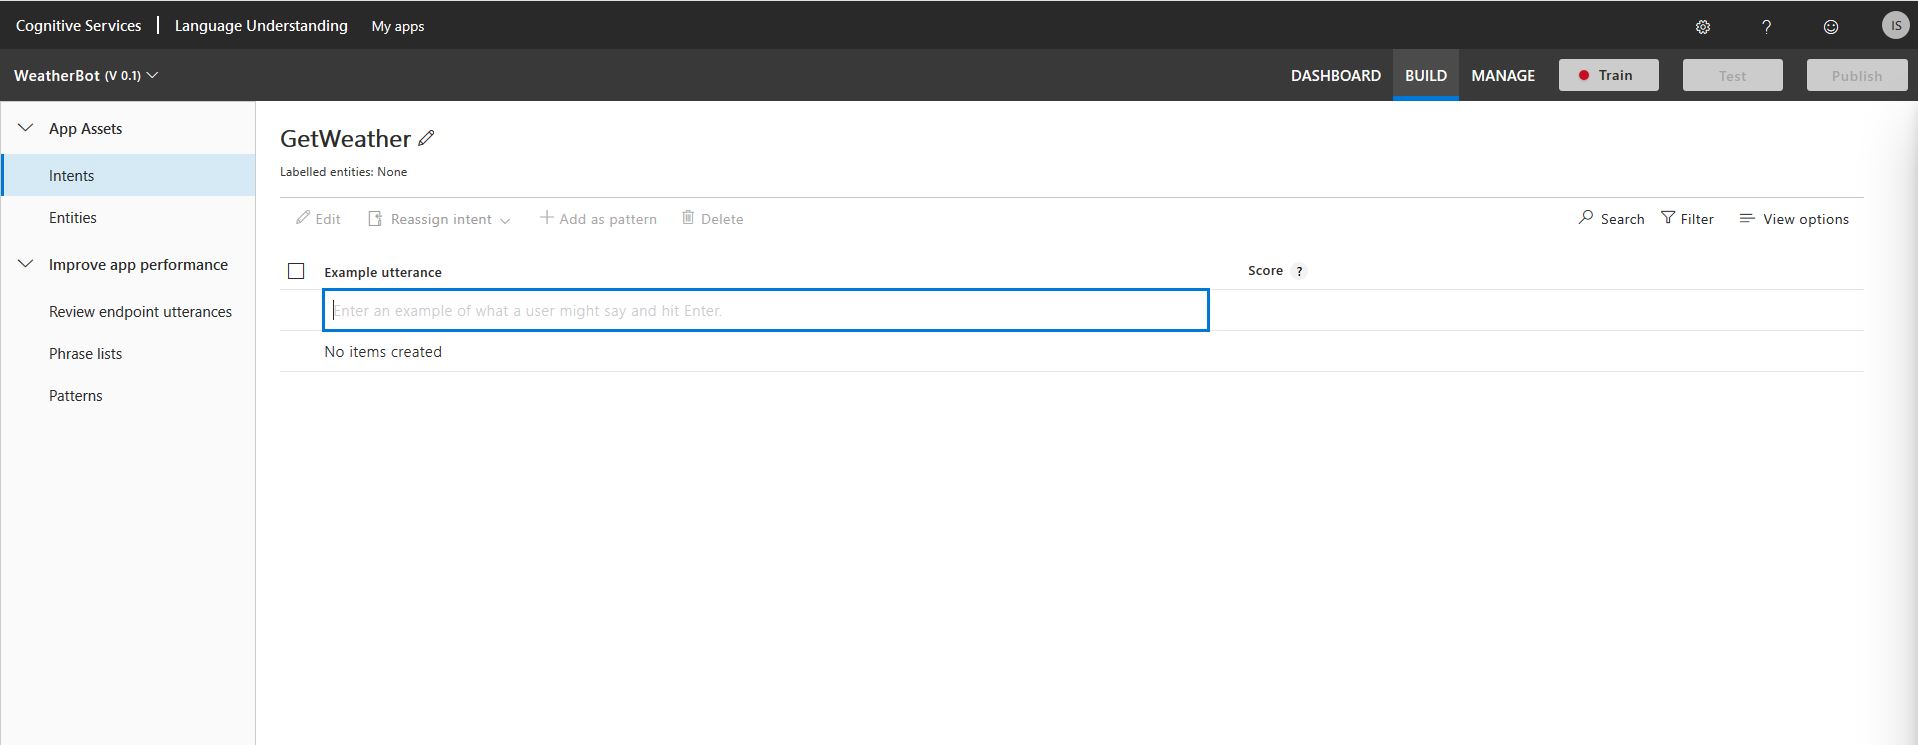 Cognitive Services | Language Understanding My apps ? IS
WeatherBot (V 0.1) DASHBOARD BUILD MANAGE Train Test Publish
App Assets
Intents
Entities
Improve app performance
Review endpoint utterances
Phrase lists
Patterns
GetWeather
Labelled entities: None
Edit Reassign intent Add as pattern Delete Search Filter View options
Example utterance Score ?
Enter an example of what a user might say and hit Enter.
No items created